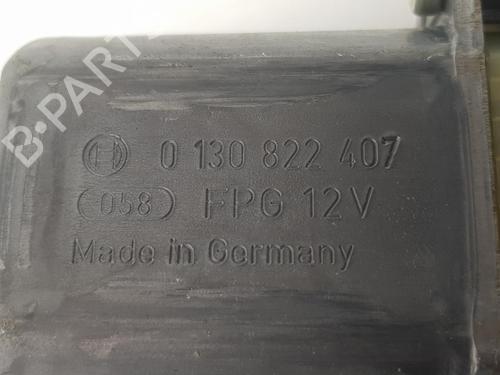 B-PARTS
0 130 822 407
(058) FPG 12V
Made in Germany